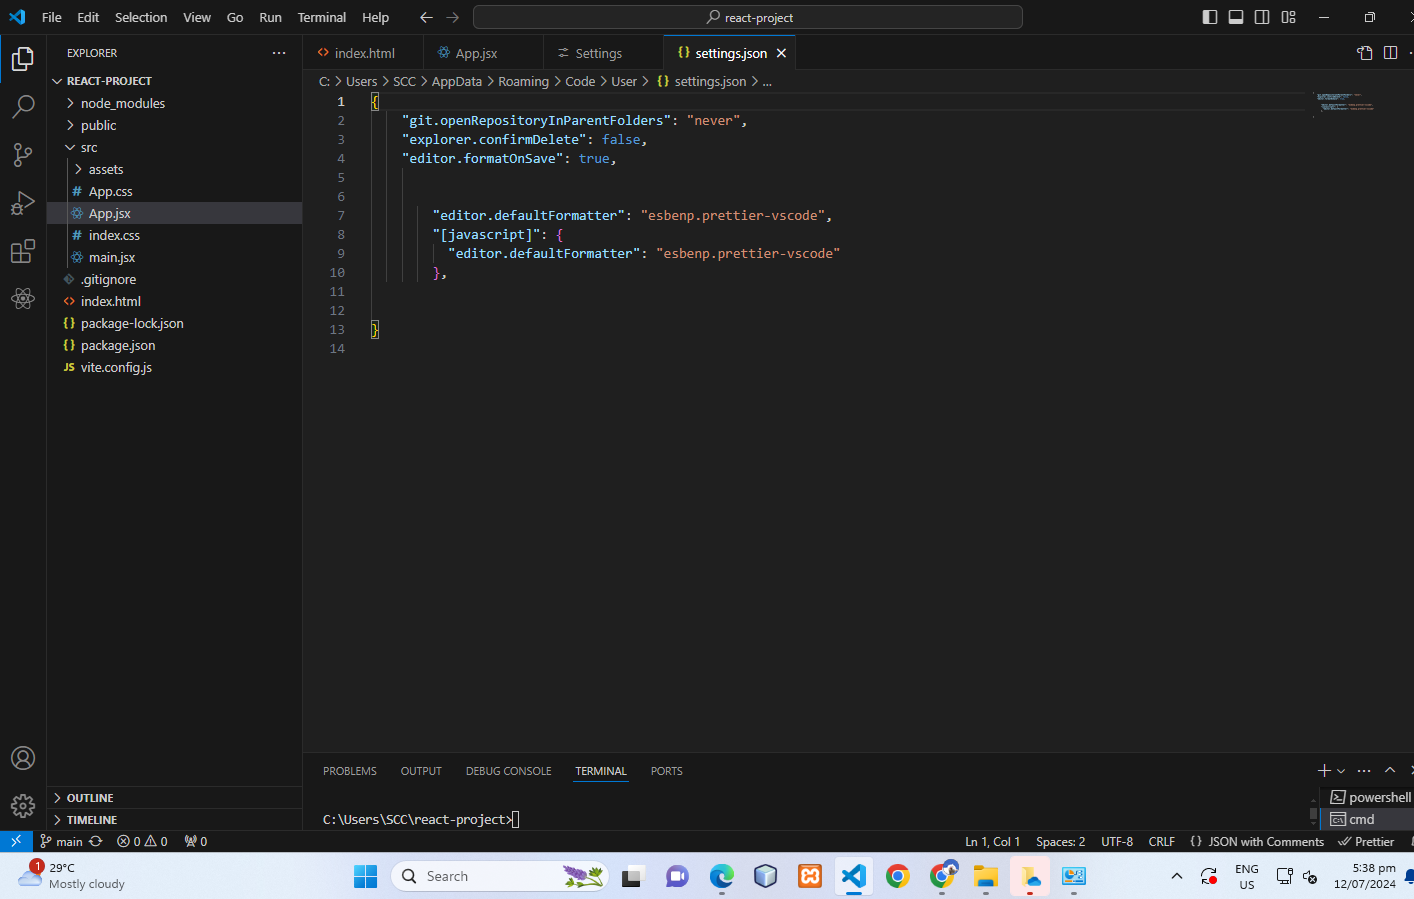 File Edit Selection View Go Run Terminal Help
react-project
EXPLORER
index.html
App.jsx
Settings
settings.json
REACT-PROJECT
node_modules
public
src
assets
App.css
App.jsx
index.css
main.jsx
.gitignore
index.html
package-lock.json
package.json
JS vite.config.js
OUTLINE
TIMELINE
C: > Users > SCC > AppData > Roaming > Code > User > {} settings.json > ...
1 {
2 "git.openRepositoryInParentFolders": "never",
3 "explorer.confirmDelete": false,
4 "editor.formatOnSave": true,
5
6
7 "editor.defaultFormatter": "esbenp.prettier-vscode",
8 "[javascript]": {
9 "editor.defaultFormatter": "esbenp.prettier-vscode"
10 },
11
12
13 }
14
PROBLEMS OUTPUT DEBUG CONSOLE TERMINAL PORTS
C:\Users\SCC\react-project>
powershell
cmd
main 0 0 0
Ln 1, Col 1 Spaces: 2 UTF-8 CRLF {} JSON with Comments Prettier
1
29°C
Mostly cloudy
Search
ENG
US
5:38 pm
12/07/2024